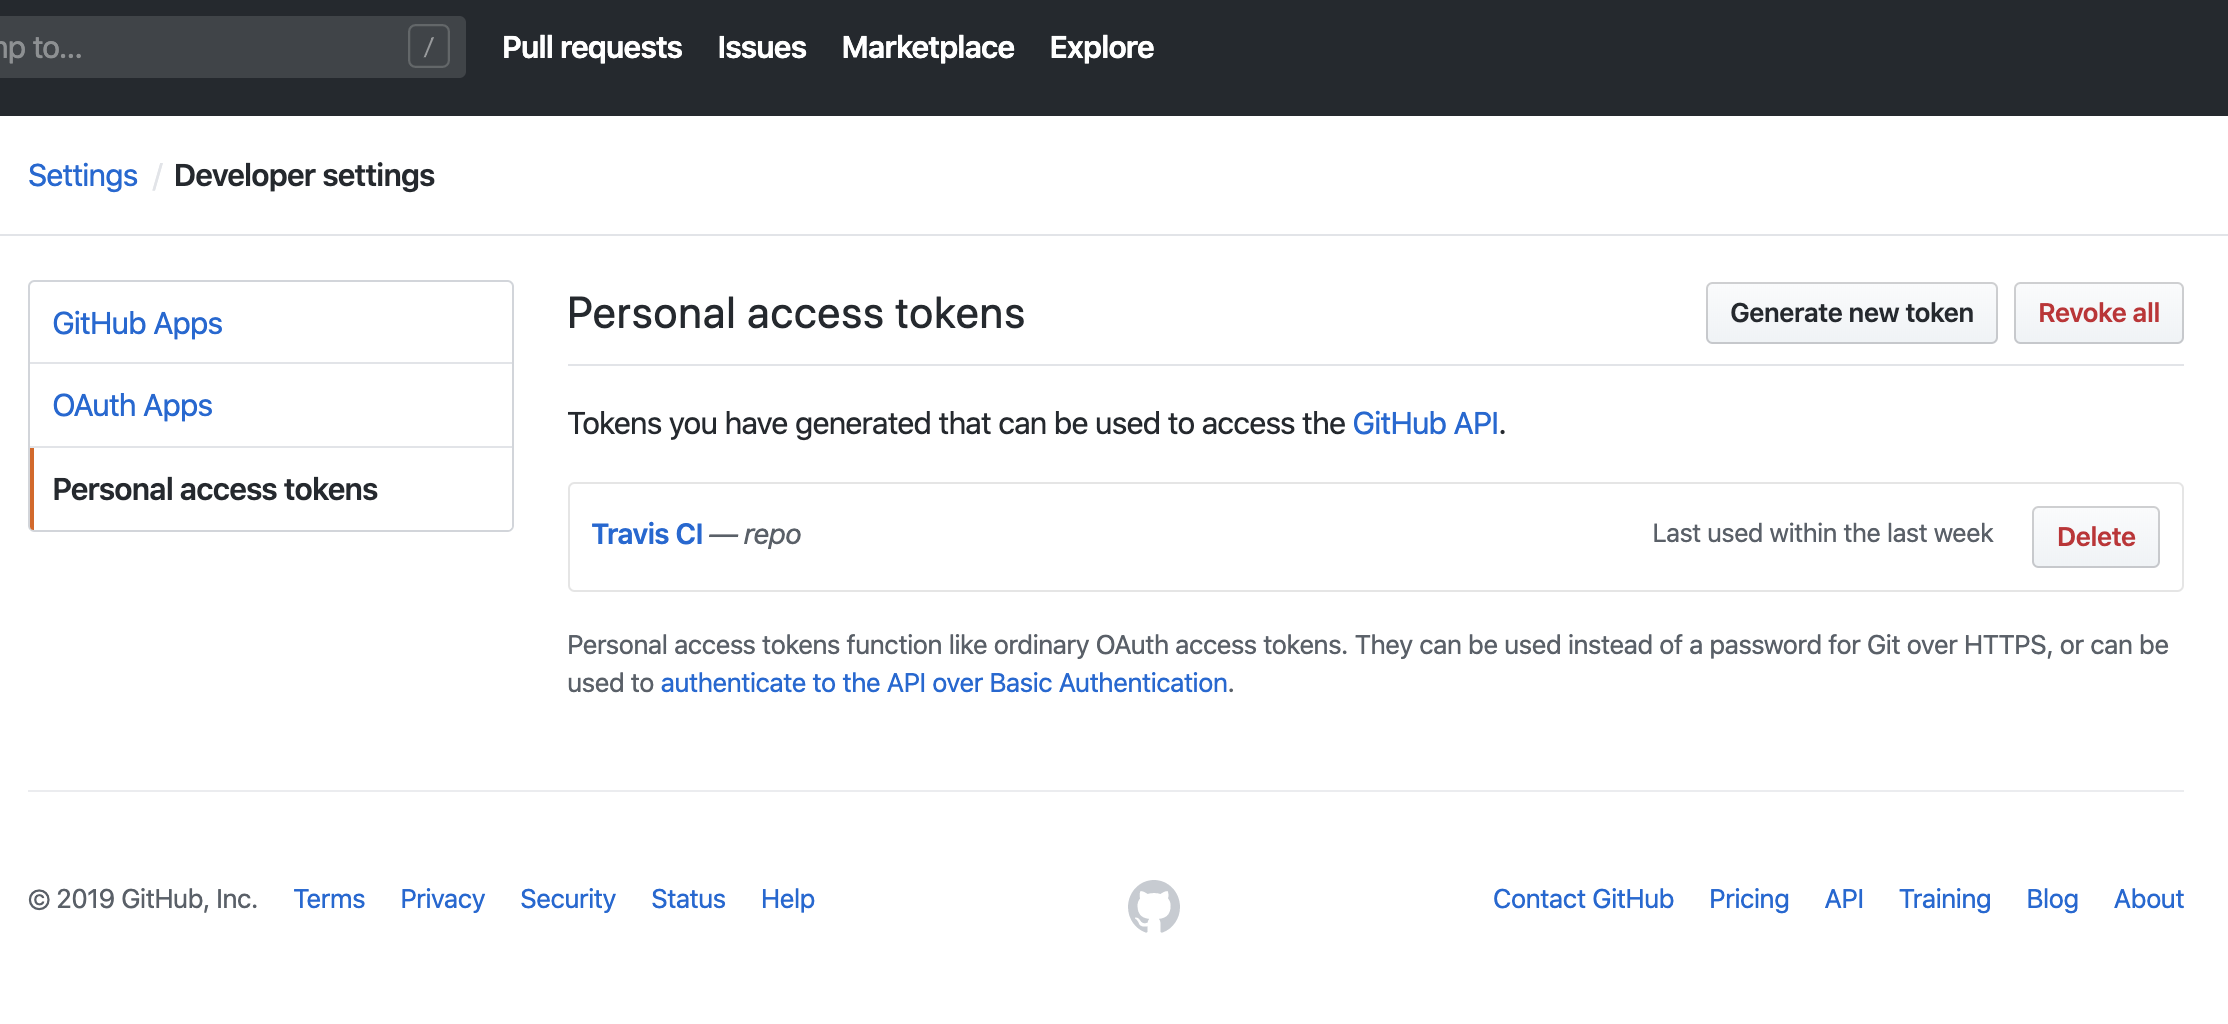 p to... / Pull requests Issues Marketplace Explore
Settings / Developer settings
GitHub Apps
OAuth Apps
Personal access tokens
Personal access tokens Generate new token Revoke all
Tokens you have generated that can be used to access the GitHub API.
Travis CI — repo Last used within the last week Delete
Personal access tokens function like ordinary OAuth access tokens. They can be used instead of a password for Git over HTTPS, or can be
used to authenticate to the API over Basic Authentication.
© 2019 GitHub, Inc. Terms Privacy Security Status Help Contact GitHub Pricing API Training Blog About